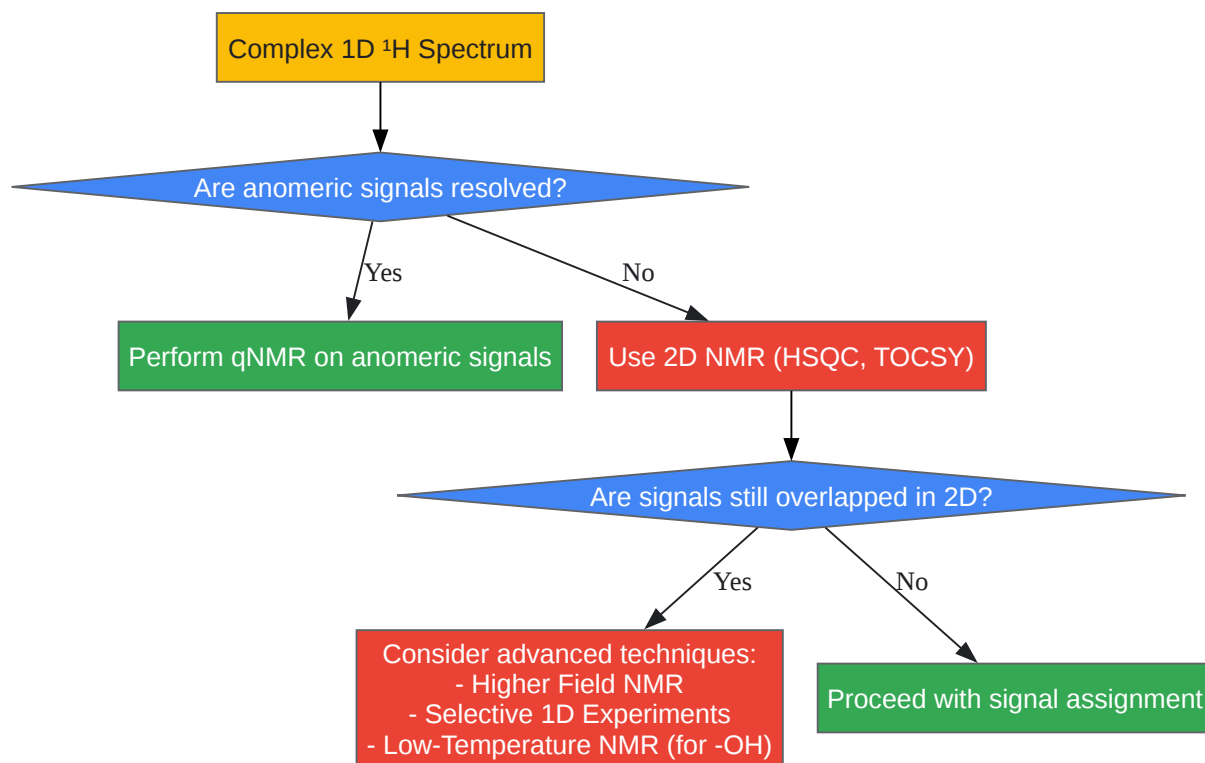 Complex 1D ¹H Spectrum
Are anomeric signals resolved?
Yes
No
Perform qNMR on anomeric signals
Use 2D NMR (HSQC, TOCSY)
Are signals still overlapped in 2D?
Yes
No
Consider advanced techniques:
- Higher Field NMR
- Selective 1D Experiments
- Low-Temperature NMR (for -OH)
Proceed with signal assignment